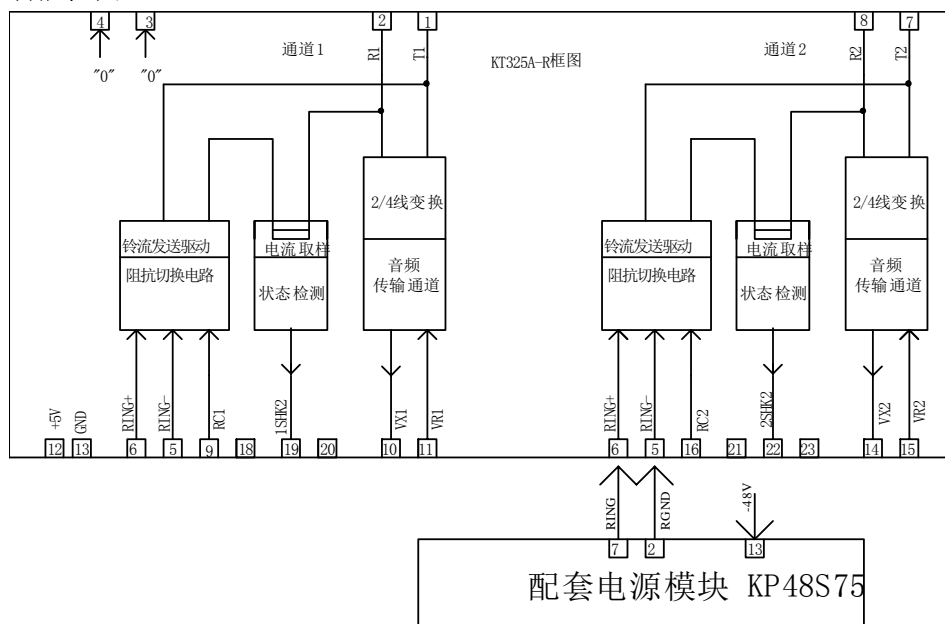 4 3 2 1 8 7
"0" "0" 通道1 R1 T1 KT325A-R框图 通道2 R2 T2
2/4线变换 2/4线变换
铃流发送驱动 电流取样 音频 铃流发送驱动 电流取样 音频
阻抗切换电路 状态检测 传输通道 阻抗切换电路 状态检测 传输通道
+5V GND RING+ RING- RC1 1SHK2 VX1 VR1 RING+ RING- RC2 2SHK2 VX2 VR2
12 13 6 5 9 18 19 20 10 11 6 5 16 21 22 23 14 15
RING RGND -48V
7 2 13
配套电源模块 KP48S75